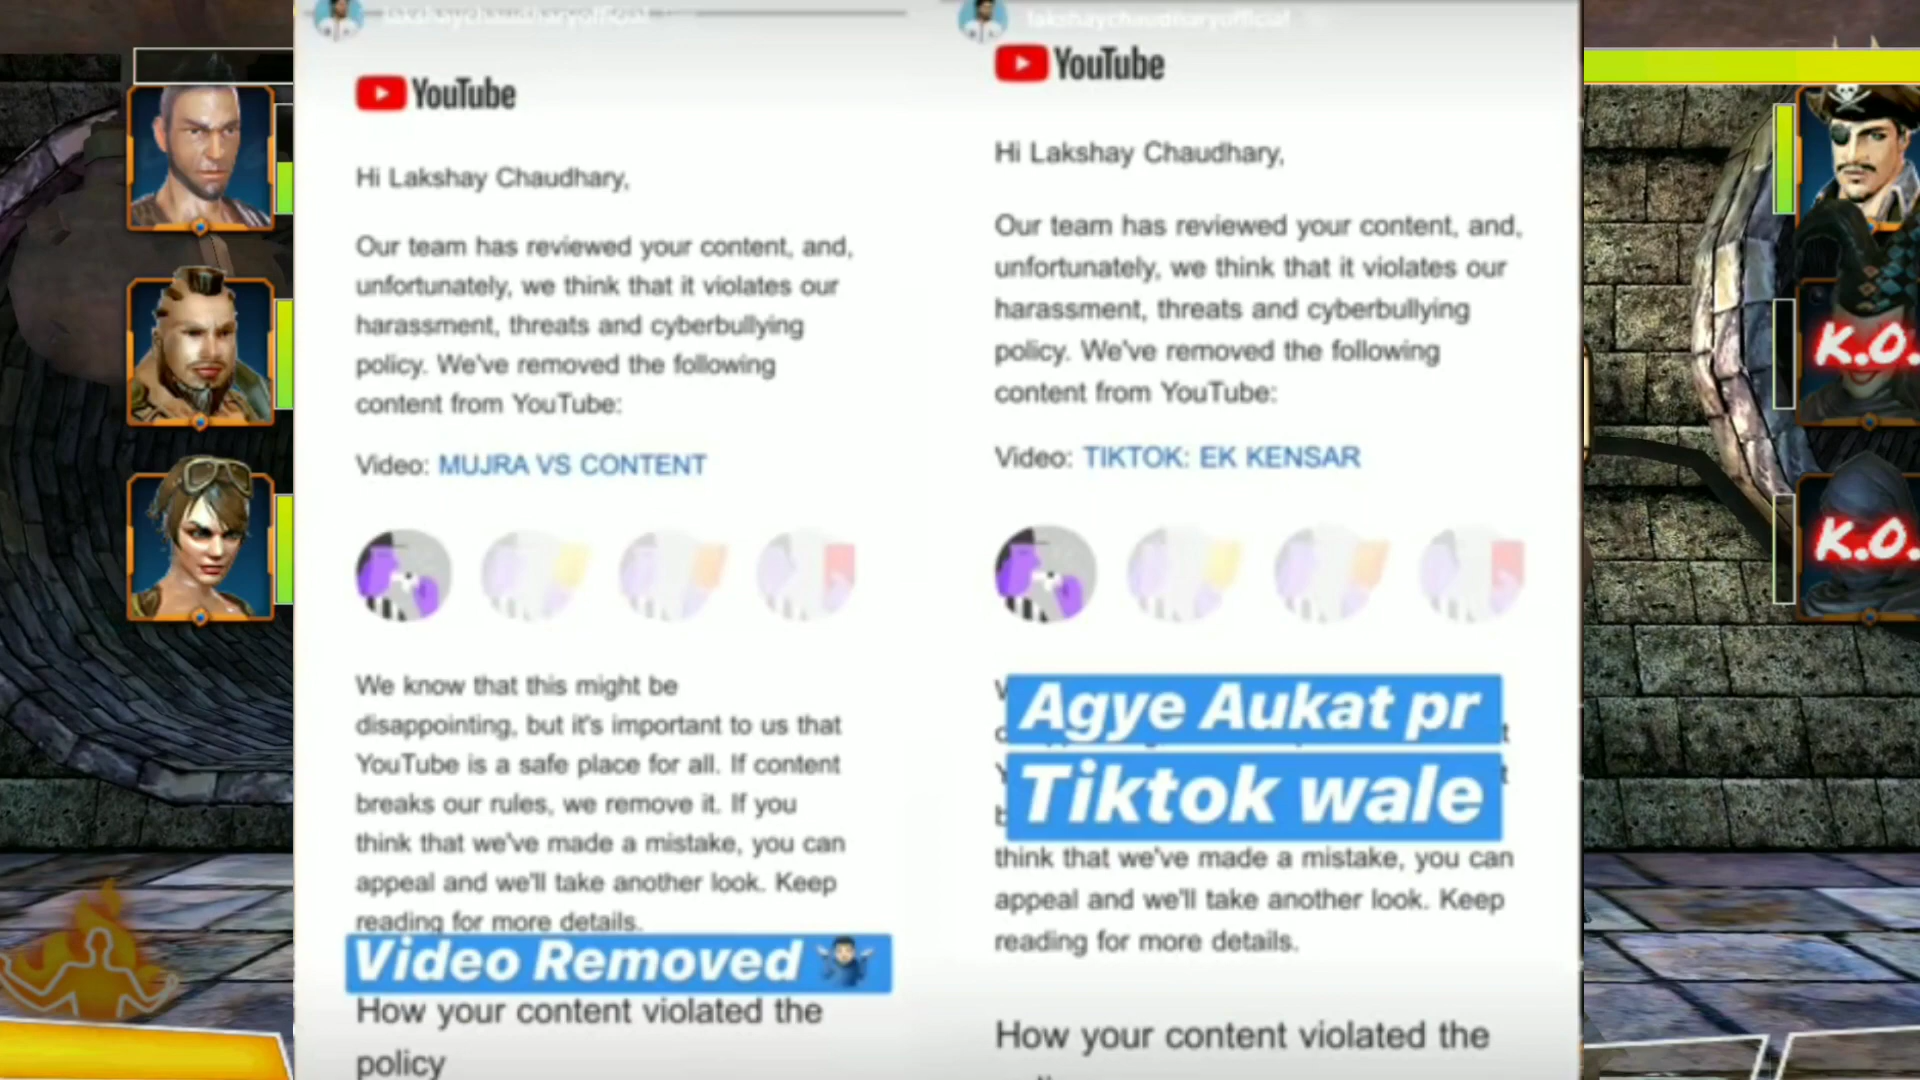 lakshaychaudharyofficial
YouTube
Hi Lakshay Chaudhary,
Our team has reviewed your content, and,
unfortunately, we think that it violates our
harassment, threats and cyberbullying
policy. We've removed the following
content from YouTube:
Video: MUJRA VS CONTENT
We know that this might be
disappointing, but it's important to us that
YouTube is a safe place for all. If content
breaks our rules, we remove it. If you
think that we've made a mistake, you can
appeal and we'll take another look. Keep
reading for more details.
Video Removed
How your content violated the
policy
lakshaychaudharyofficial
YouTube
Hi Lakshay Chaudhary,
Our team has reviewed your content, and,
unfortunately, we think that it violates our
harassment, threats and cyberbullying
policy. We've removed the following
content from YouTube:
Video: TIKTOK: EK KENSAR
Agye Aukat pr
Tiktok wale
think that we've made a mistake, you can
appeal and we'll take another look. Keep
reading for more details.
How your content violated the
K.O.
K.O.